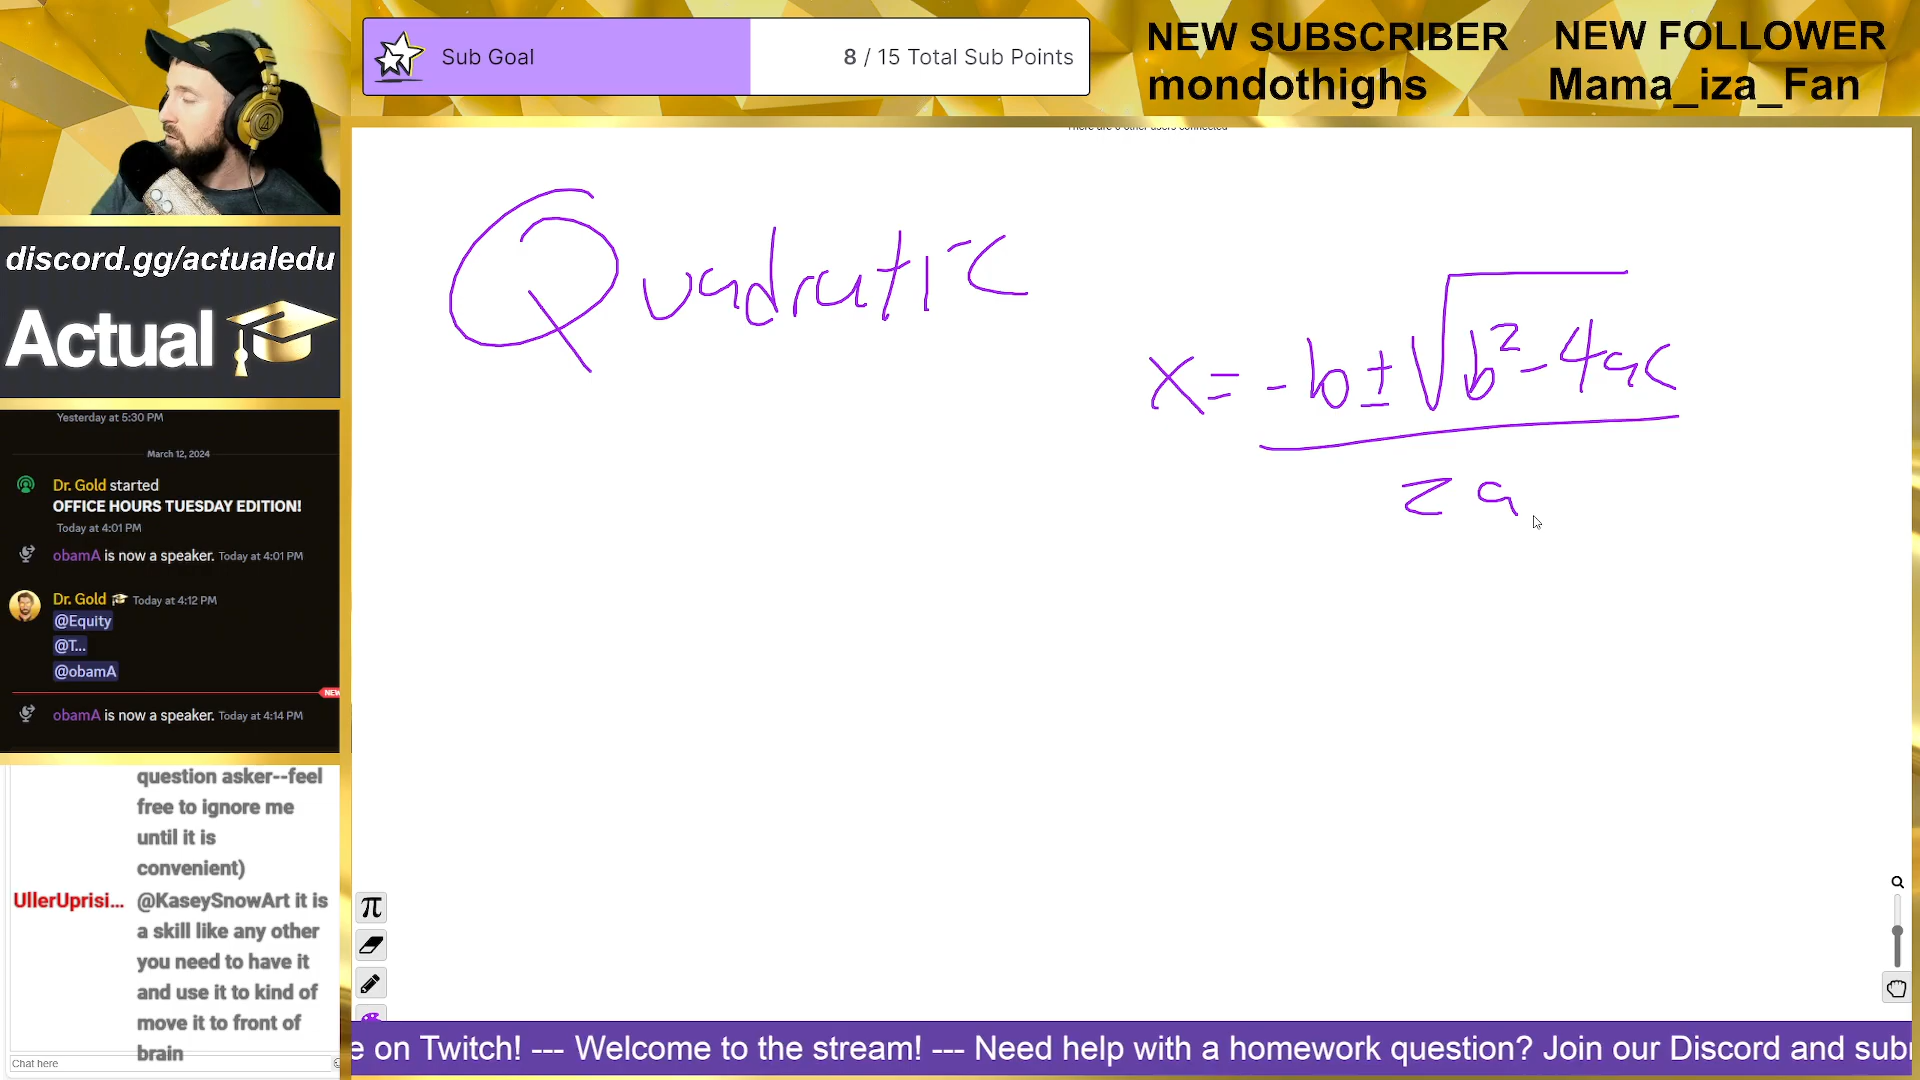 Sub Goal
8 / 15 Total Sub Points
NEW SUBSCRIBER
mondothighs
NEW FOLLOWER
Mama_iza_Fan
There are 6 other users connected
discord.gg/actualedu
Actual
Yesterday at 5:30 PM
March 12, 2024
Dr. Gold started
OFFICE HOURS TUESDAY EDITION!
Today at 4:01 PM
obamA is now a speaker. Today at 4:01 PM
Dr. Gold Today at 4:12 PM
@Equity
@T...
@obamA
NEW
obamA is now a speaker. Today at 4:14 PM
question asker--feel
free to ignore me
until it is
convenient)
UllerUprisi... @KaseySnowArt it is
a skill like any other
you need to have it
and use it to kind of
move it to front of
brain
Chat here
Quadratic
x = -b ± √b² - 4ac
2a
π
e on Twitch! --- Welcome to the stream! --- Need help with a homework question? Join our Discord and sub